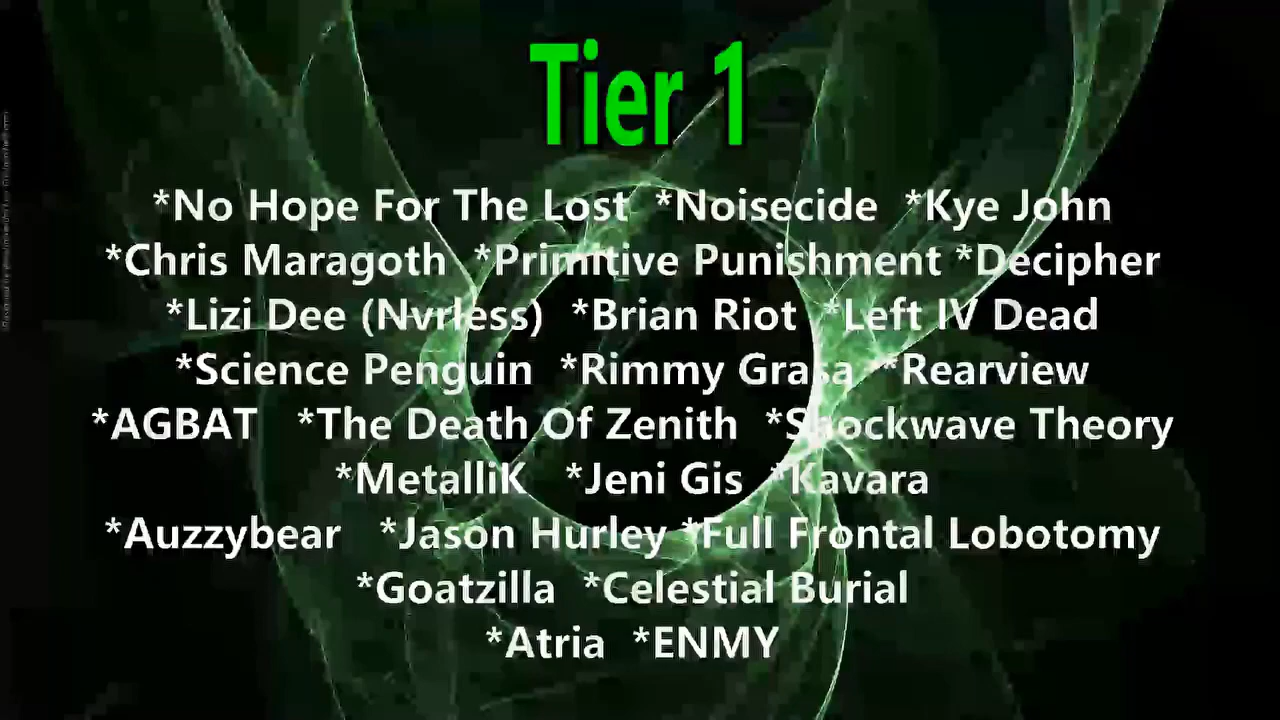 Tier 1
*No Hope For The Lost *Noisecide *Kye John
*Chris Maragoth *Primitive Punishment *Decipher
*Lizi Dee (Nvrless) *Brian Riot *Left IV Dead
*Science Penguin *Rimmy Grasa *Rearview
*AGBAT *The Death Of Zenith *Shockwave Theory
*MetalliK *Jeni Gis *Kavara
*Auzzybear *Jason Hurley *Full Frontal Lobotomy
*Goatzilla *Celestial Burial
*Atria *ENMY